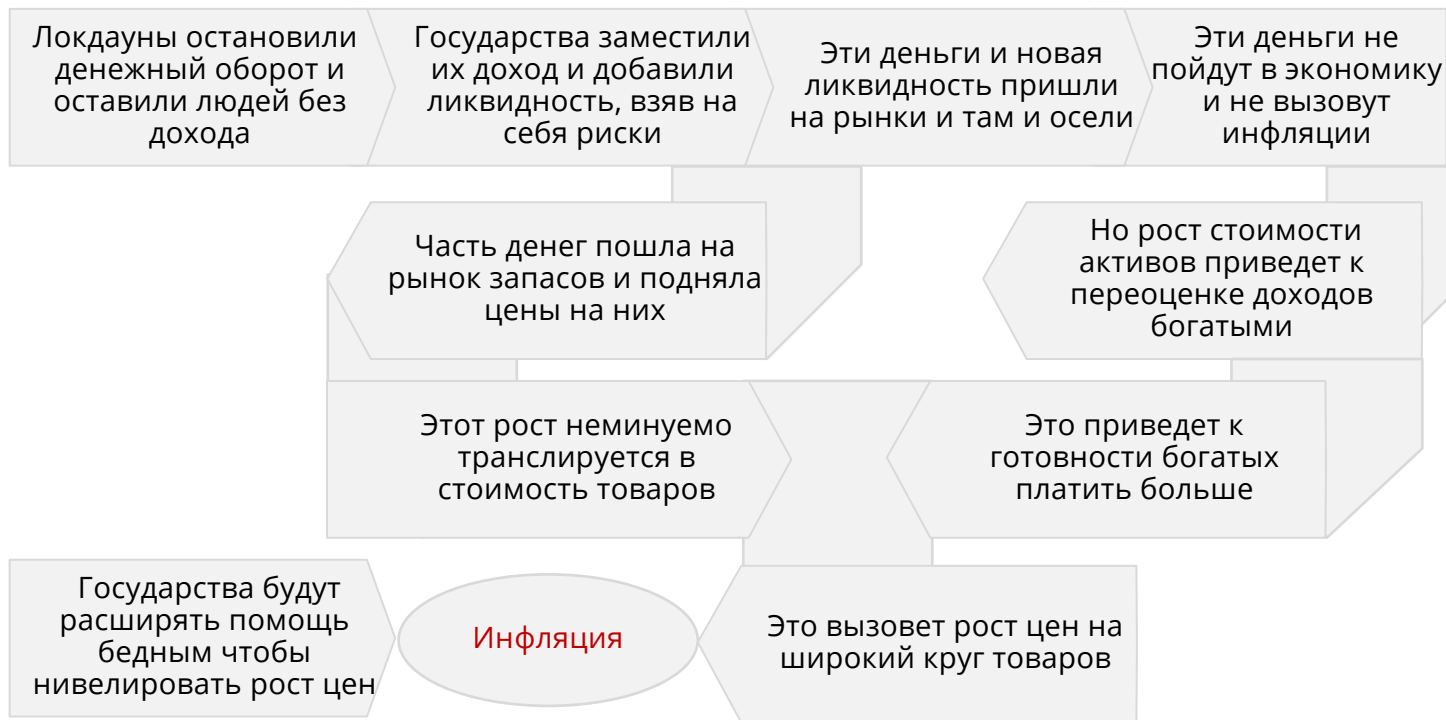 Локдауны остановили
денежный оборот и
оставили людей без
дохода
Государства заместили
их доход и добавили
ликвидность, взяв на
себя риски
Эти деньги и новая
ликвидность пришли
на рынки и там и осели
Эти деньги не
пойдут в экономику
и не вызовут
инфляции
Часть денег пошла на
рынок запасов и подняла
цены на них
Но рост стоимости
активов приведет к
переоценке доходов
богатыми
Этот рост неминуемо
транслируется в
стоимость товаров
Это приведет к
готовности богатых
платить больше
Государства будут
расширять помощь
бедным чтобы
нивелировать рост цен
Инфляция
Это вызовет рост цен на
широкий круг товаров